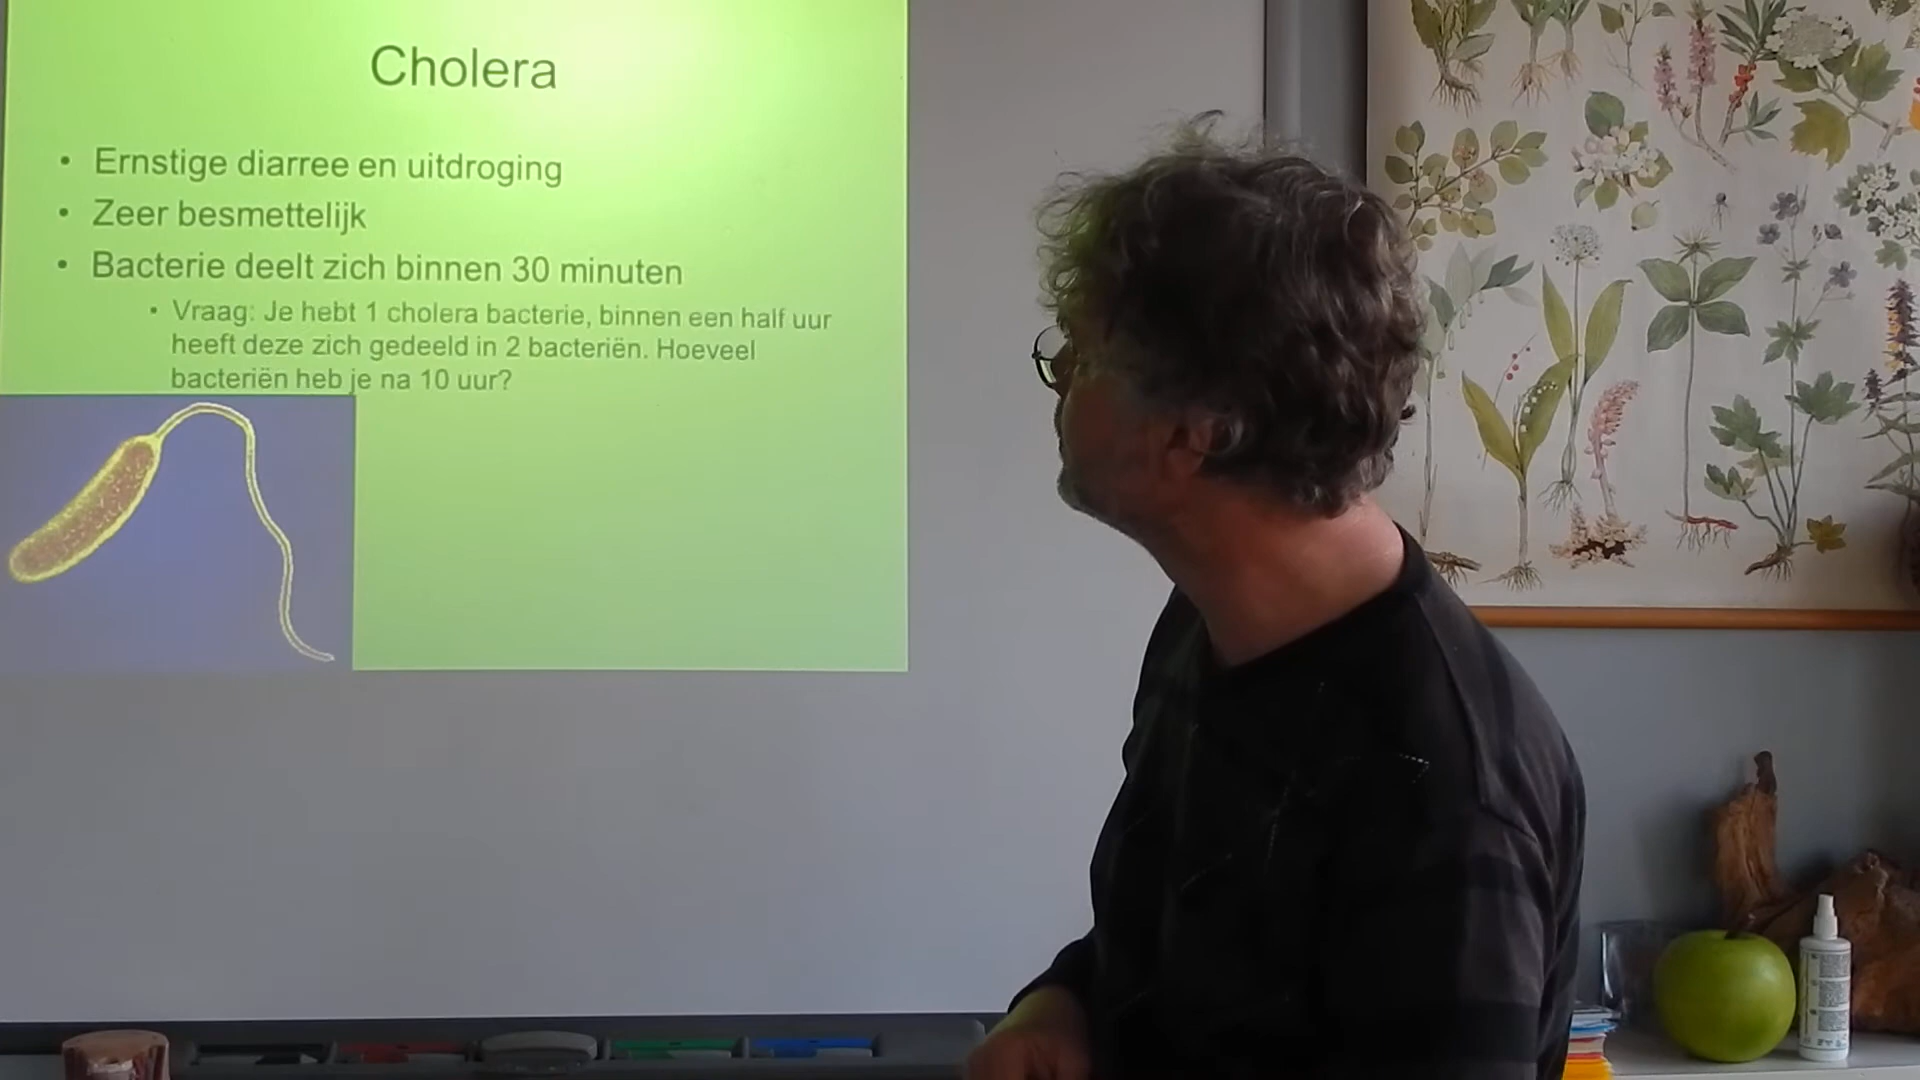 Cholera
• Ernstige diarree en uitdroging
• Zeer besmettelijk
• Bacterie deelt zich binnen 30 minuten
• Vraag: Je hebt 1 cholera bacterie, binnen een half uur
heeft deze zich gedeeld in 2 bacteriën. Hoeveel
bacteriën heb je na 10 uur?